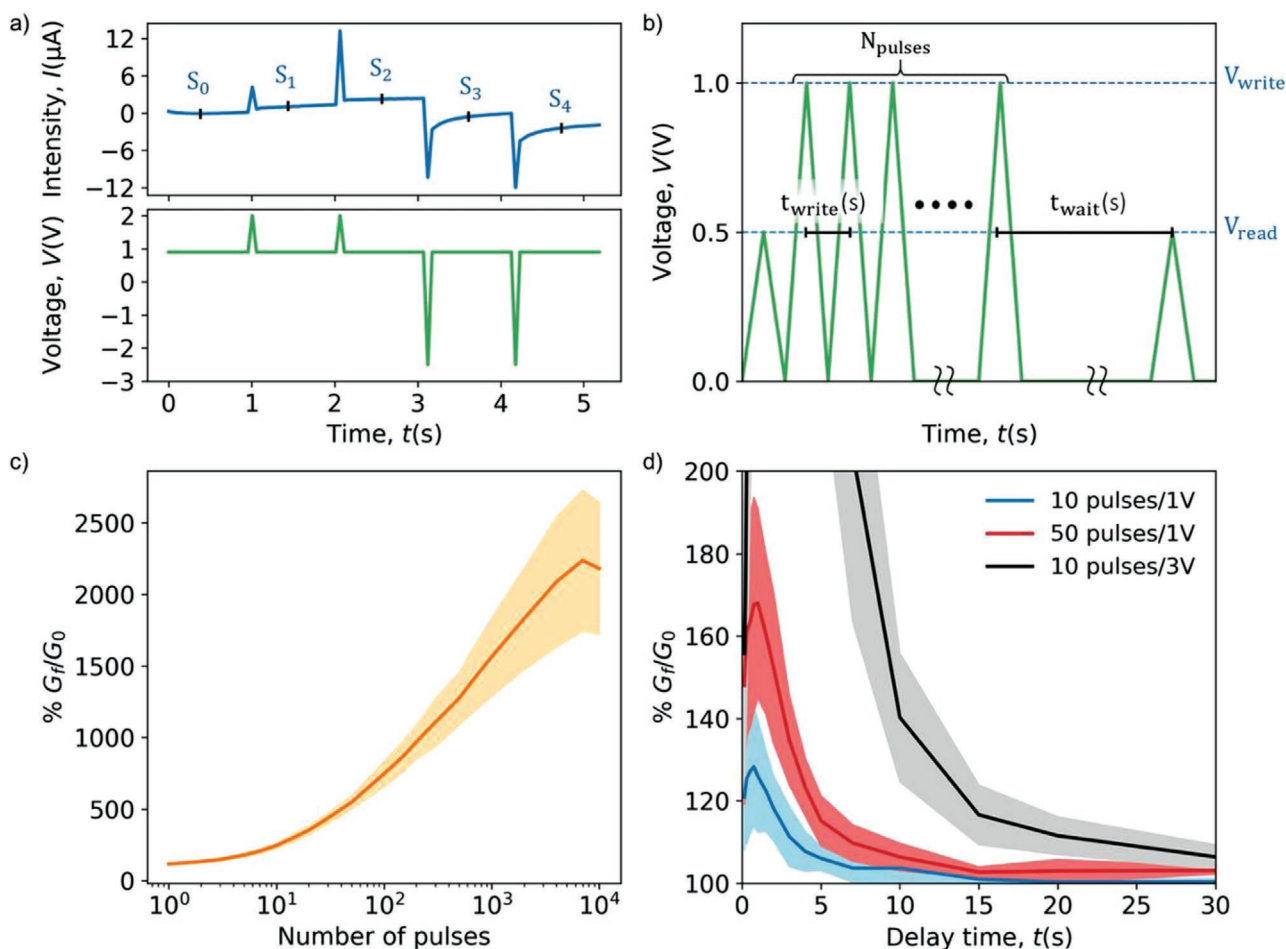 a)
Intensity, I(μA)
12
6
0
−6
−12
S0
S1
S2
S3
S4
Voltage, V(V)
2
1
0
−1
−2
−3
0 1 2 3 4 5
Time, t(s)
b)
Npulses
Vwrite
Vread
Voltage, V(V)
1.0
0.5
0.0
twrite(s)
twait(s)
Time, t(s)
c)
% Gf/G0
2500
2000
1500
1000
500
0
10^0 10^1 10^2 10^3 10^4
Number of pulses
d)
% Gf/G0
200
180
160
140
120
100
10 pulses/1V
50 pulses/1V
10 pulses/3V
0 5 10 15 20 25 30
Delay time, t(s)